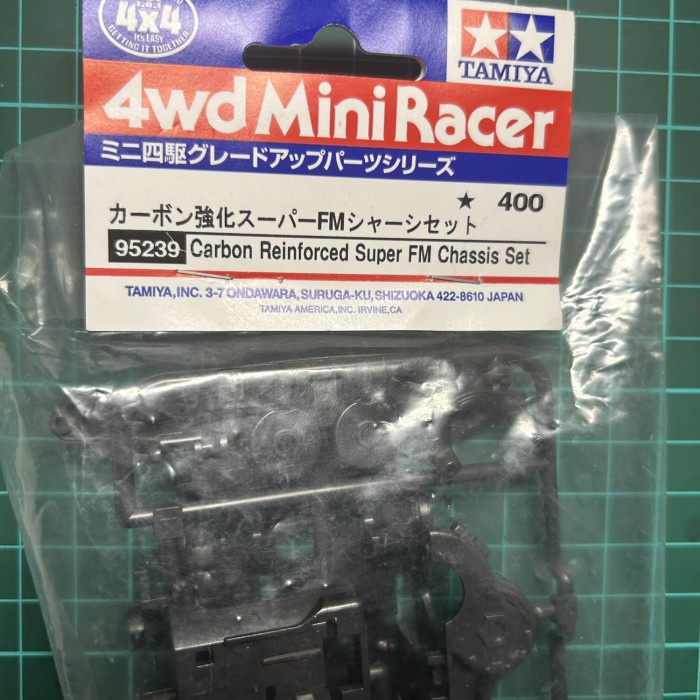 4x4
It's EASY
GETTING IT TOGETHER
TAMIYA
4wd Mini Racer
ミニ四駆グレードアップパーツシリーズ
★ 400
カーボン強化スーパーFMシャーシセット
95239 Carbon Reinforced Super FM Chassis Set
TAMIYA,INC. 3-7 ONDAWARA, SURUGA-KU, SHIZUOKA 422-8610 JAPAN
TAMIYA AMERICA,INC. IRVINE,CA